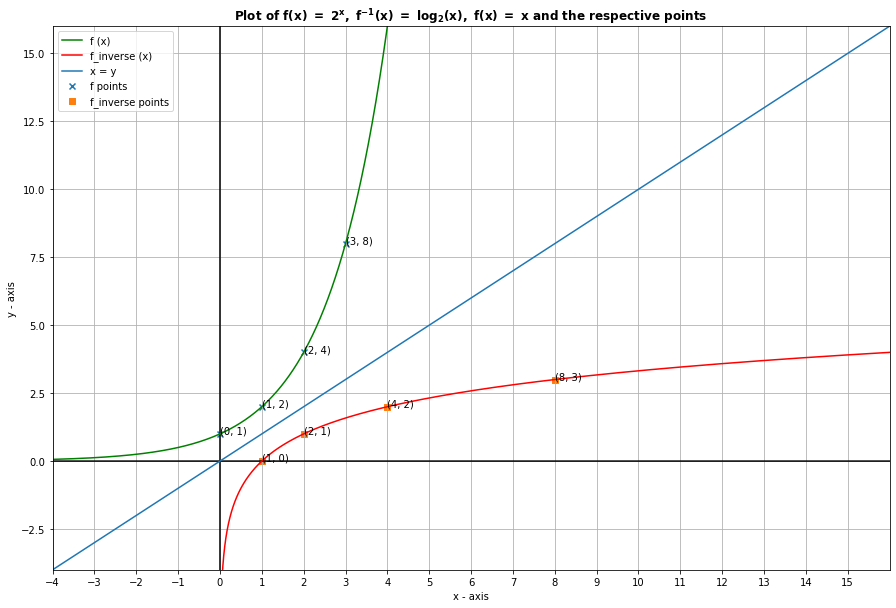 Plot of f(x) = 2ˣ, f⁻¹(x) = log₂(x), f(x) = x and the respective points
f (x)
f_inverse (x)
x = y
f points
f_inverse points
15.0
12.5
10.0
7.5
5.0
2.5
0.0
−2.5
y - axis
(3, 8)
(2, 4)
(1, 2)
(0, 1)
(8, 3)
(4, 2)
(2, 1)
(1, 0)
−4 −3 −2 −1 0 1 2 3 4 5 6 7 8 9 10 11 12 13 14 15
x - axis